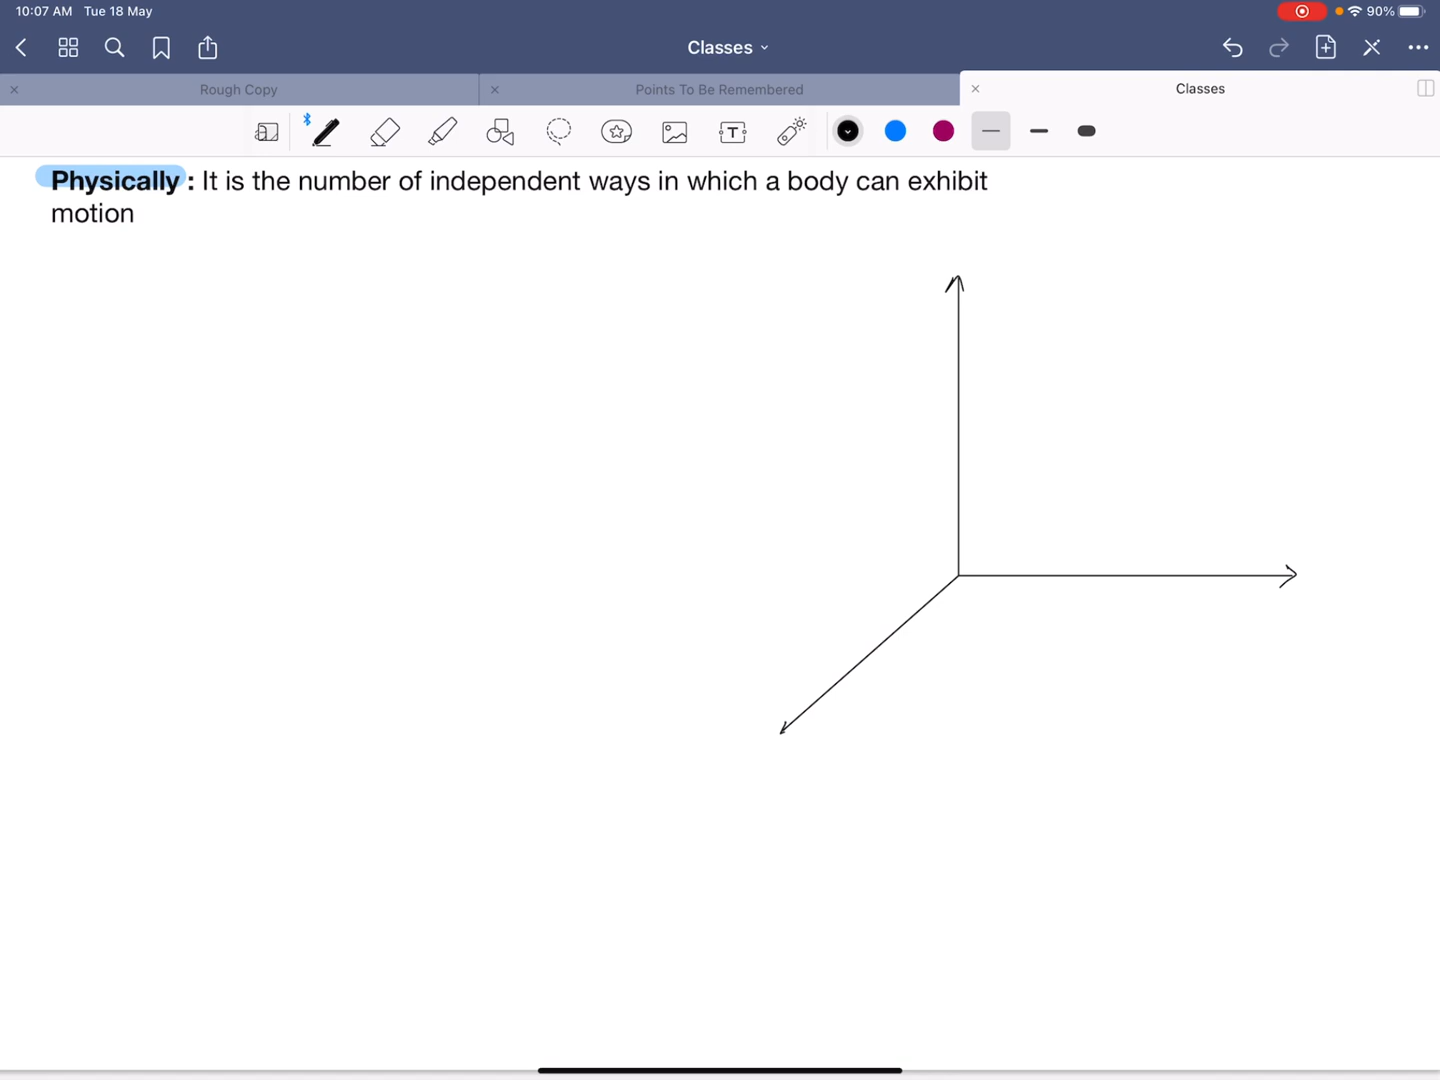 10:07 AM Tue 18 May
90%
Classes
Rough Copy
Points To Be Remembered
Classes
T
Physically : It is the number of independent ways in which a body can exhibit
motion